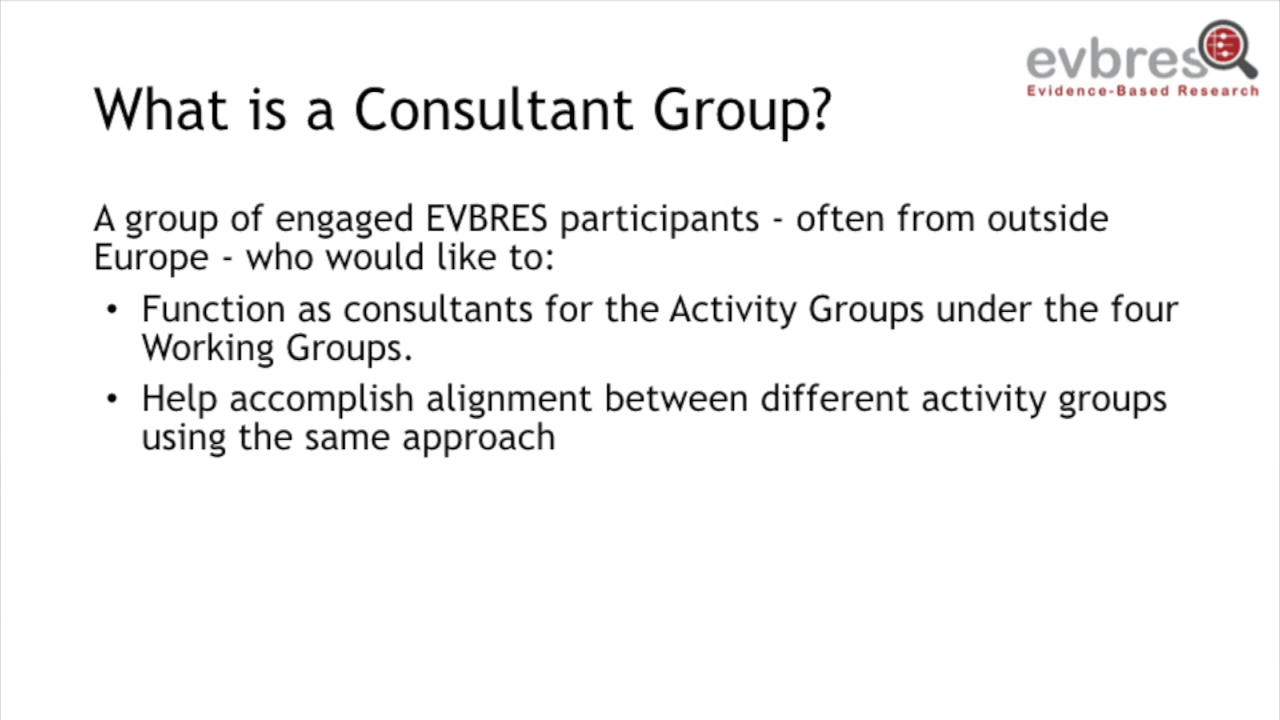 evbres
Evidence-Based Research
What is a Consultant Group?
A group of engaged EVBRES participants - often from outside
Europe - who would like to:
• Function as consultants for the Activity Groups under the four
Working Groups.
• Help accomplish alignment between different activity groups
using the same approach